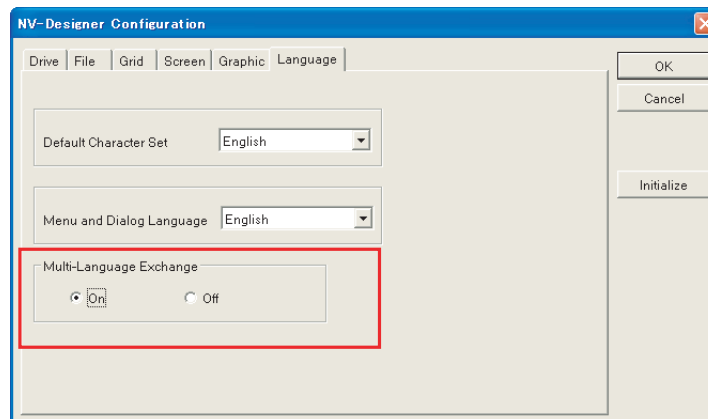 NV-Designer Configuration
Drive File Grid Screen Graphic Language
OK
Cancel
Default Character Set English
Initialize
Menu and Dialog Language English
Multi-Language Exchange
On Off